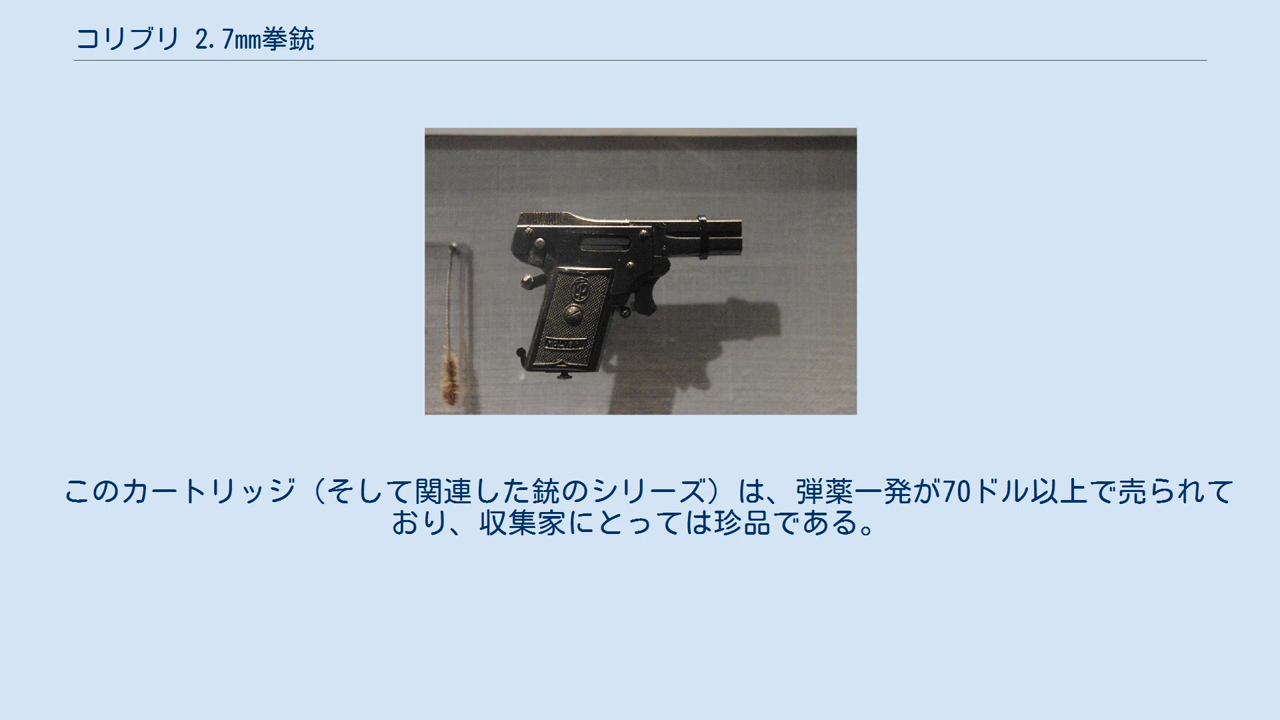 コリブリ 2.7mm拳銃
このカートリッジ（そして関連した銃のシリーズ）は、弾薬一発が70ドル以上で売られて
おり、収集家にとっては珍品である。